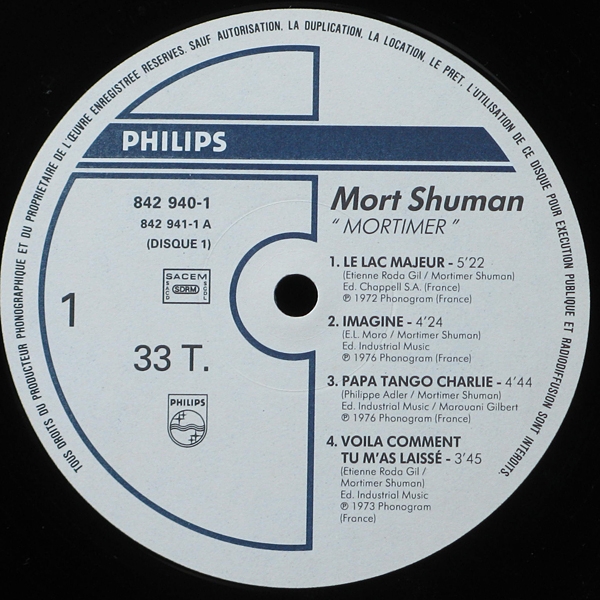 TOUS DROITS DU PRODUCTEUR PHONOGRAPHIQUE ET DU PROPRIETAIRE DE L'ŒUVRE ENREGISTREE RESERVES. SAUF AUTORISATION, LA DUPLICATION, LA LOCATION, LE PRET, L'UTILISATION DE CE DISQUE POUR EXECUTION PUBLIQUE ET RADIODIFFUSION SONT INTERDITS.
PHILIPS
842 940-1
842 941-1 A
(DISQUE 1)
SACEM
SACD
SDRM
SCDL
1
33 T.
PHILIPS
Mort Shuman
"MORTIMER"
1. LE LAC MAJEUR - 5'22
(Etienne Roda Gil / Mortimer Shuman)
Ed. Chappell S.A. (France)
℗ 1972 Phonogram (France)
2. IMAGINE - 4'24
(E.L. Moro / Mortimer Shuman)
Ed. Industrial Music
℗ 1976 Phonogram (France)
3. PAPA TANGO CHARLIE - 4'44
(Philippe Adler / Mortimer Shuman)
Ed. Industrial Music / Marouani Gilbert
℗ 1976 Phonogram (France)
4. VOILA COMMENT
TU M'AS LAISSÉ - 3'45
(Etienne Roda Gil /
Mortimer Shuman)
Ed. Industrial Music
℗ 1973 Phonogram
(France)